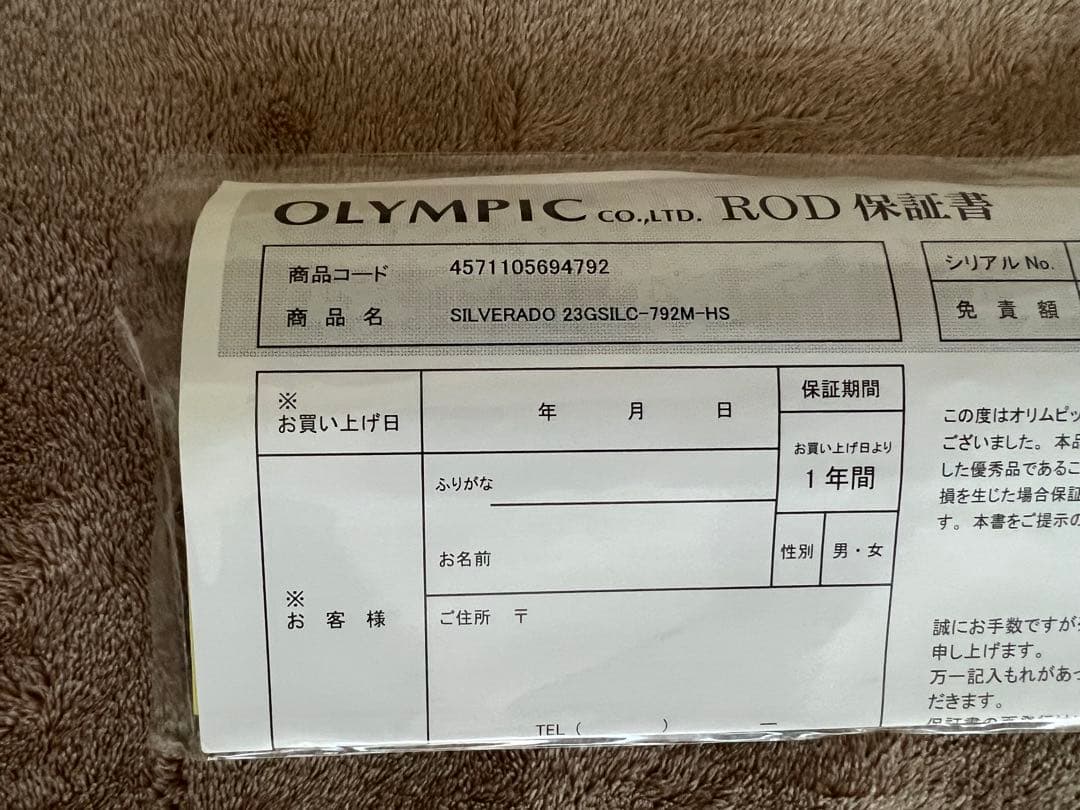 OLYMPIC CO.,LTD. ROD 保証書
商品コード 4571105694792
商品名 SILVERADO 23GSILC-792M-HS
シリアルNo.
免責額
※
お買い上げ日
年 月 日
保証期間
お買い上げ日より
1年間
ふりがな
お名前
性別 男・女
※
お客様
ご住所 〒
TEL ( ) ー
この度はオリムピッ
ございました。本品
した優秀品であるこ
損を生じた場合保証
す。本書をご提示の
誠にお手数ですが
申し上げます。
万一記入もれがあっ
だきます。